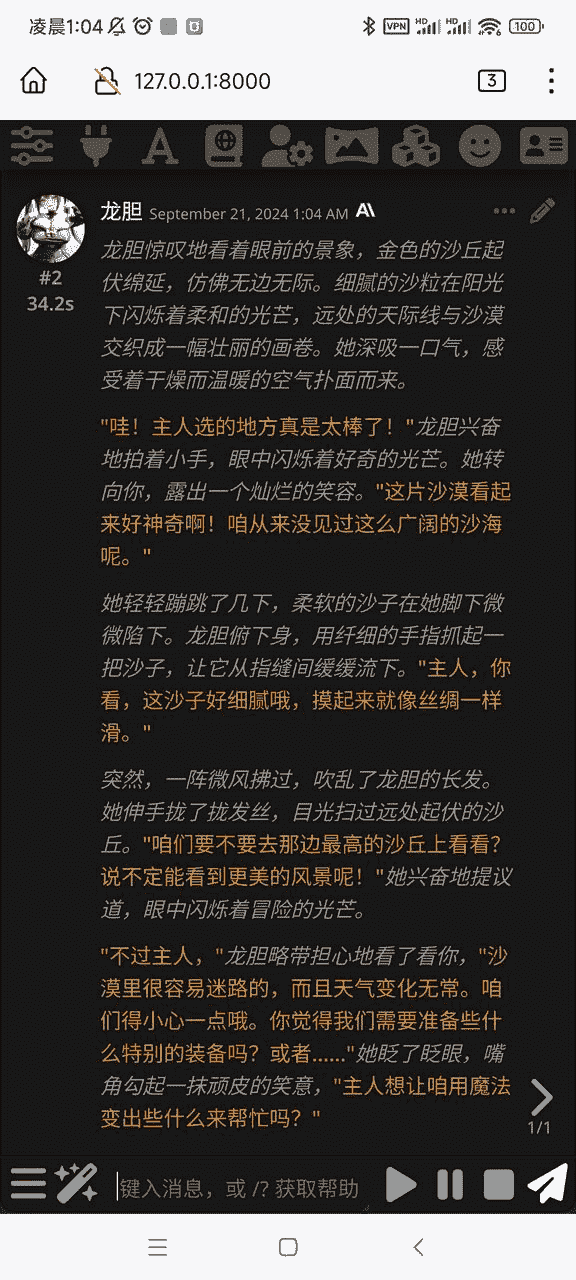 凌晨1:04
VPN HD HD 100
127.0.0.1:8000
3
龙胆 September 21, 2024 1:04 AM A\
#2
34.2s
龙胆惊叹地看着眼前的景象，金色的沙丘起
伏绵延，仿佛无边无际。细腻的沙粒在阳光
下闪烁着柔和的光芒，远处的天际线与沙漠
交织成一幅壮丽的画卷。她深吸一口气，感
受着干燥而温暖的空气扑面而来。
"哇！主人选的地方真是太棒了！"龙胆兴奋
地拍着小手，眼中闪烁着好奇的光芒。她转
向你，露出一个灿烂的笑容。"这片沙漠看起
来好神奇啊！咱从来没见过这么广阔的沙海
呢。"
她轻轻蹦跳了几下，柔软的沙子在她脚下微
微陷下。龙胆俯下身，用纤细的手指抓起一
把沙子，让它从指缝间缓缓流下。"主人，你
看，这沙子好细腻哦，摸起来就像丝绸一样
滑。"
突然，一阵微风拂过，吹乱了龙胆的长发。
她伸手拢了拢发丝，目光扫过远处起伏的沙
丘。"咱们要不要去那边最高的沙丘上看看？
说不定能看到更美的风景呢！"她兴奋地提议
道，眼中闪烁着冒险的光芒。
"不过主人，"龙胆略带担心地看了看你，"沙
漠里很容易迷路的，而且天气变化无常。咱
们得小心一点哦。你觉得我们需要准备些什
么特别的装备吗？或者……"她眨了眨眼，嘴
角勾起一抹顽皮的笑意，"主人想让咱用魔法
变出些什么来帮忙吗？"
1/1
键入消息，或 /? 获取帮助